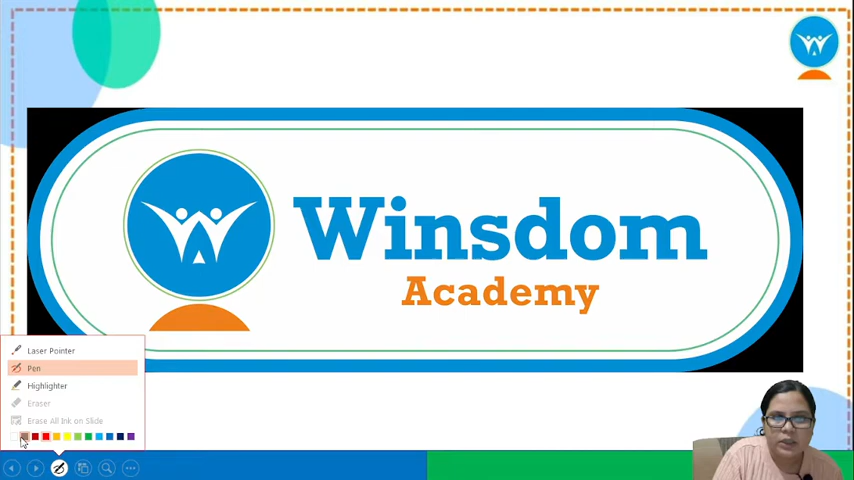 Winsdom
Academy
Laser Pointer
Pen
Highlighter
Eraser
Erase All Ink on Slide